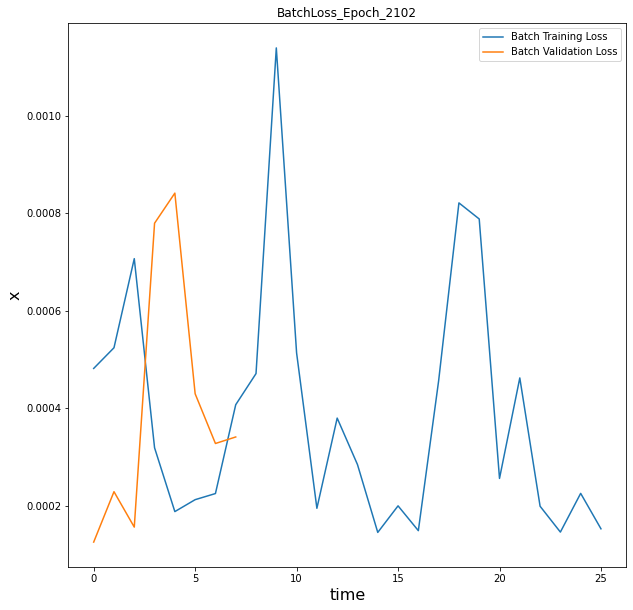 BatchLoss_Epoch_2102
Batch Training Loss
Batch Validation Loss
0.0010
0.0008
0.0006
0.0004
0.0002
x
0 5 10 15 20 25
time